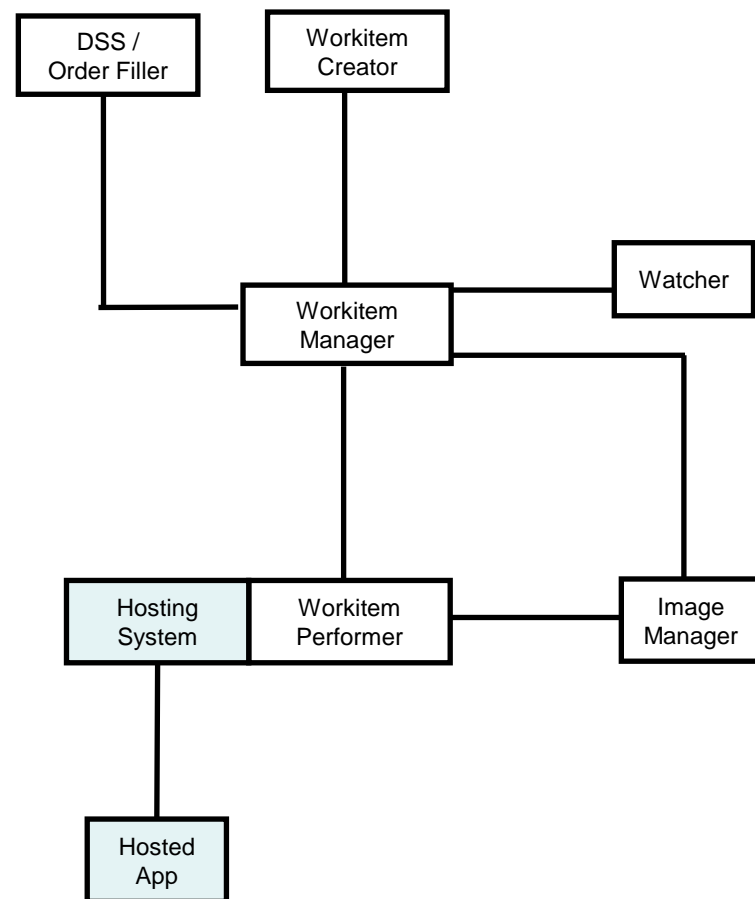 DSS /
Order Filler
Workitem
Creator
Watcher
Workitem
Manager
Hosting
System
Workitem
Performer
Image
Manager
Hosted
App